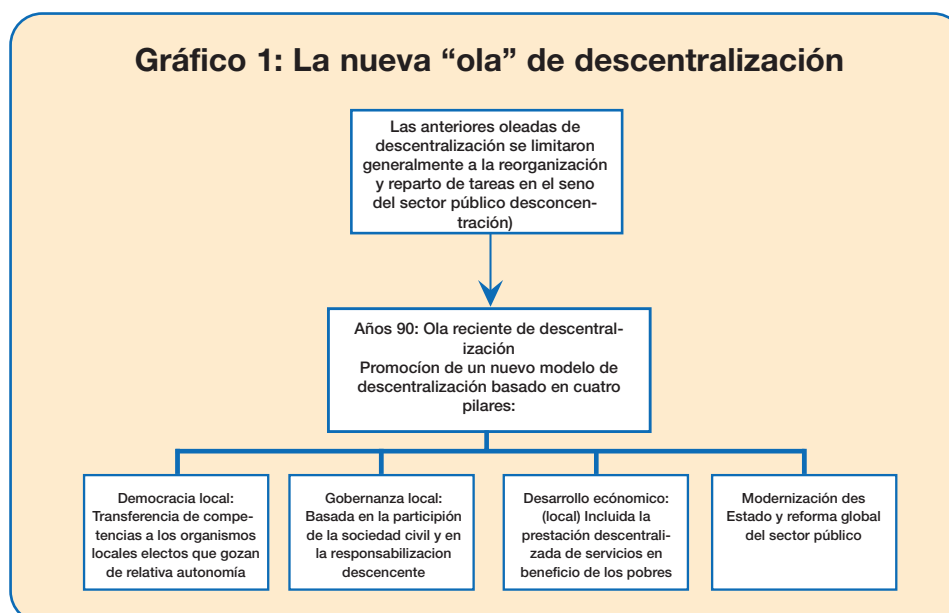 Gráfico 1: La nueva “ola” de descentralización
Las anteriores oleadas de
descentralización se limitaron
generalmente a la reorganización
y reparto de tareas en el seno
del sector público desconcen-
tración)
Años 90: Ola reciente de descentral-
ización
Promocíon de un nuevo modelo de
descentralización basado en cuatro
pilares:
Democracia local:
Transferencia de compe-
tencias a los organismos
locales electos que gozan
de relativa autonomía
Gobernanza local:
Basada en la participión
de la sociedad civil y en
la responsabilizacion
descencente
Desarrollo ecónomico:
(local) Incluida la
prestación descentrali-
zada de servicios en
beneficio de los pobres
Modernización des
Estado y reforma global
del sector público